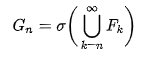 G_n = σ(⋃_{k=n}^{∞} F_k)